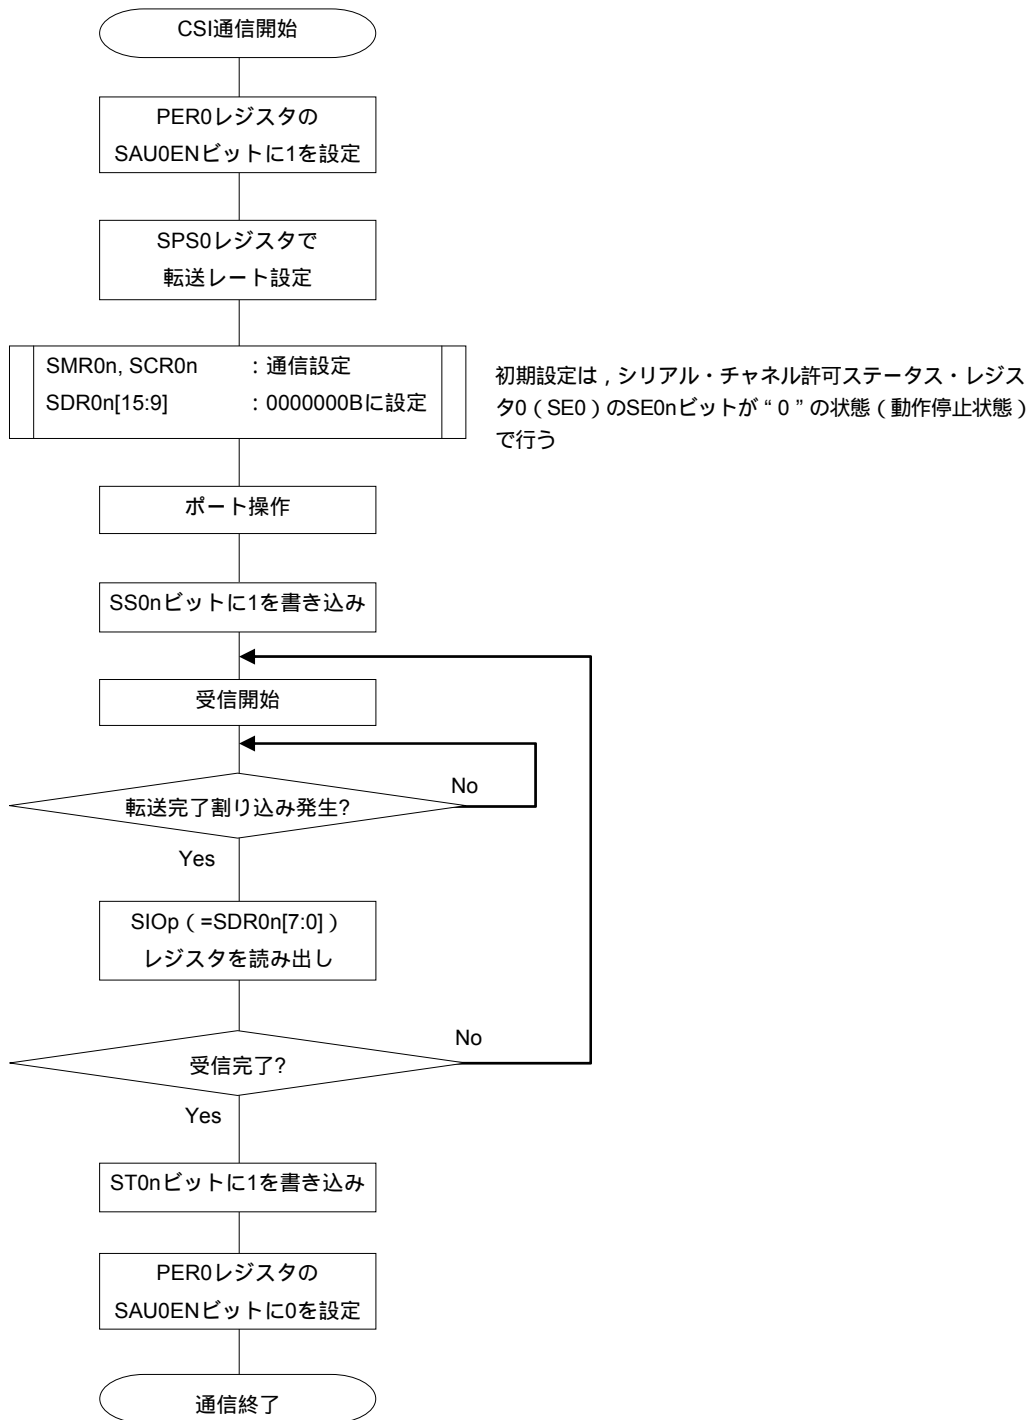 CSI通信開始
PER0レジスタの
SAU0ENビットに1を設定
SPS0レジスタで
転送レート設定
SMR0n, SCR0n ：通信設定
SDR0n[15:9] ：0000000Bに設定
初期設定は，シリアル・チャネル許可ステータス・レジス
タ0（SE0）のSE0nビットが“0”の状態（動作停止状態）
で行う
ポート操作
SS0nビットに1を書き込み
受信開始
転送完了割り込み発生?
No
Yes
SIOp（=SDR0n[7:0]）
レジスタを読み出し
受信完了?
No
Yes
ST0nビットに1を書き込み
PER0レジスタの
SAU0ENビットに0を設定
通信終了